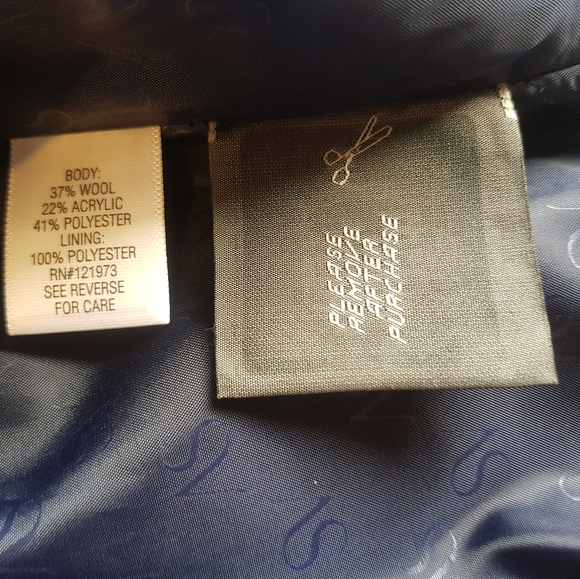 BODY:
37% WOOL
22% ACRYLIC
41% POLYESTER
LINING:
100% POLYESTER
RN#121973
SEE REVERSE
FOR CARE
PLEASE
REMOVE
AFTER
PURCHASE